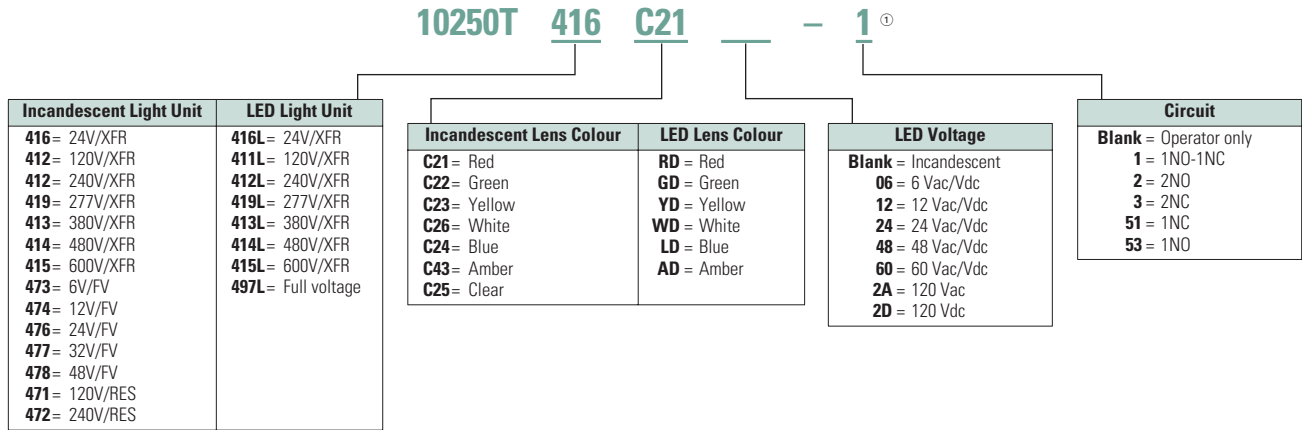 10250T 416 C21 – 1 ①
Incandescent Light Unit
416 = 24V/XFR
412 = 120V/XFR
412 = 240V/XFR
419 = 277V/XFR
413 = 380V/XFR
414 = 480V/XFR
415 = 600V/XFR
473 = 6V/FV
474 = 12V/FV
476 = 24V/FV
477 = 32V/FV
478 = 48V/FV
471 = 120V/RES
472 = 240V/RES
LED Light Unit
416L = 24V/XFR
411L = 120V/XFR
412L = 240V/XFR
419L = 277V/XFR
413L = 380V/XFR
414L = 480V/XFR
415L = 600V/XFR
497L = Full voltage
Incandescent Lens Colour
C21 = Red
C22 = Green
C23 = Yellow
C26 = White
C24 = Blue
C43 = Amber
C25 = Clear
LED Lens Colour
RD = Red
GD = Green
YD = Yellow
WD = White
LD = Blue
AD = Amber
LED Voltage
Blank = Incandescent
06 = 6 Vac/Vdc
12 = 12 Vac/Vdc
24 = 24 Vac/Vdc
48 = 48 Vac/Vdc
60 = 60 Vac/Vdc
2A = 120 Vac
2D = 120 Vdc
Circuit
Blank = Operator only
1 = 1NO-1NC
2 = 2NO
3 = 2NC
51 = 1NC
53 = 1NO